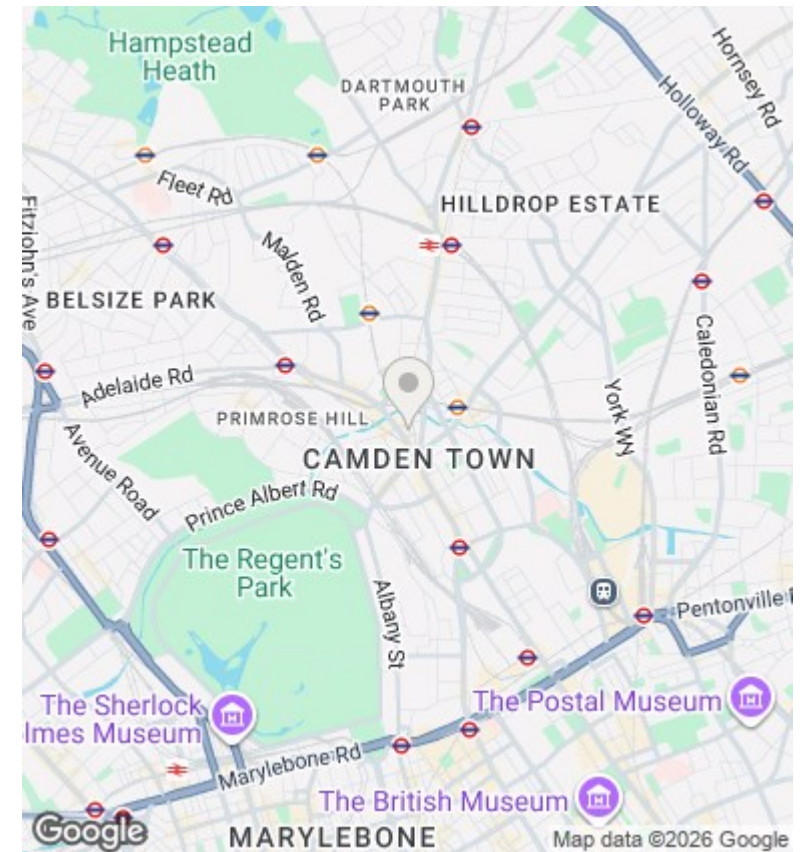 Hampstead
Heath
DARTMOUTH
PARK
Hornsey Rd
Holloway Rd
Fleet Rd
HILLDROP ESTATE
Fitzjohn's Ave
Malden Rd
BELSIZE PARK
Caledonian Rd
Adelaide Rd
York Wy
PRIMROSE HILL
CAMDEN TOWN
Avenue Road
Prince Albert Rd
The Regent's
Park
Albany St
Pentonville
The Sherlock
lmes Museum
The Postal Museum
Marylebone Rd
The British Museum
Google
MARYLEBONE
Map data ©2026 Google